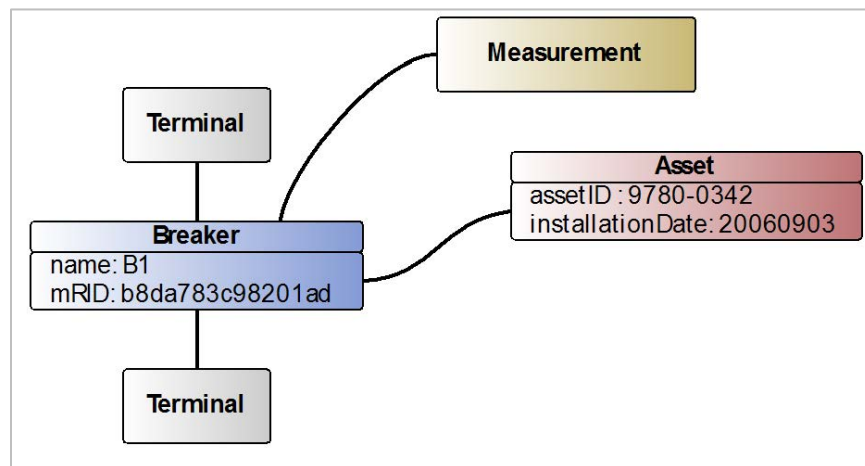 Measurement
Terminal
Asset
assetID : 9780-0342
installationDate: 20060903
Breaker
name: B1
mRID: b8da783c98201ad
Terminal